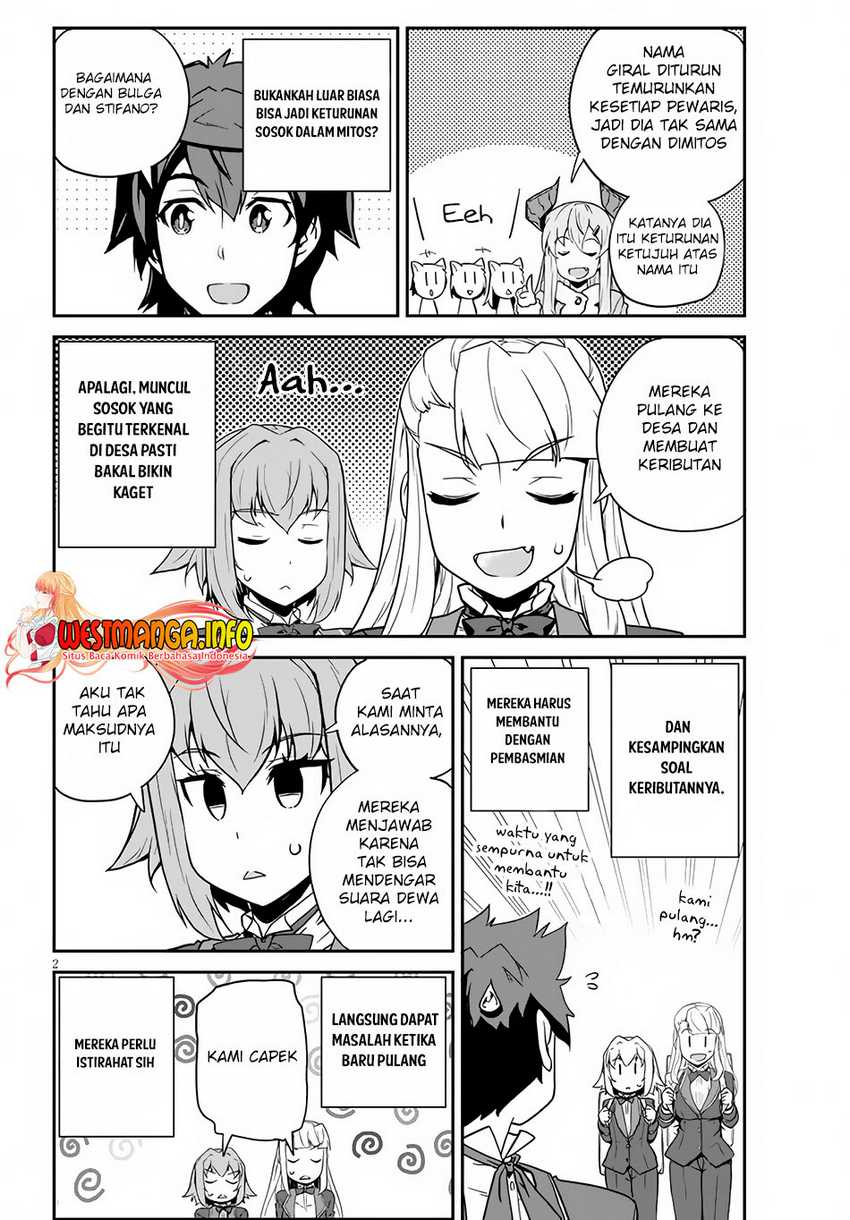 NAMA
GIRAL DITURUN
TEMURUNKAN
KESETIAP PEWARIS,
JADI DIA TAK SAMA
DENGAN DIMITOS
Eeh
KATANYA DIA
ITU KETURUNAN
KETUJUH ATAS
NAMA ITU
BUKANKAH LUAR BIASA
BISA JADI KETURUNAN
SOSOK DALAM MITOS?
BAGAIMANA
DENGAN BULGA
DAN STIFANO?
MEREKA
PULANG KE
DESA DAN
MEMBUAT
KERIBUTAN
Aah...
APALAGI, MUNCUL
SOSOK YANG
BEGITU TERKENAL
DI DESA PASTI
BAKAL BIKIN
KAGET
WESTMANGA.INFO
Situs Baca Komik Berbahasa Indonesia
DAN
KESAMPINGKAN
SOAL
KERIBUTANNYA.
MEREKA HARUS
MEMBANTU
DENGAN
PEMBASMIAN
waktu yang
sempurna untuk
membantu
kita...!!
kami
pulang...
hm?
SAAT
KAMI MINTA
ALASANNYA,
MEREKA
MENJAWAB
KARENA
TAK BISA
MENDENGAR
SUARA DEWA
LAGI...
AKU TAK
TAHU APA
MAKSUDNYA
ITU
2
LANGSUNG DAPAT
MASALAH KETIKA
BARU PULANG
KAMI CAPEK
MEREKA PERLU
ISTIRAHAT SIH